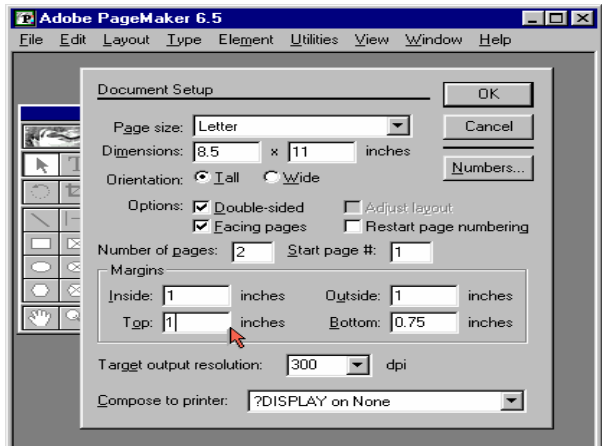 Adobe PageMaker 6.5
File Edit Layout Type Element Utilities View Window Help
Document Setup
OK
Page size: Letter
Cancel
Dimensions: 8.5 x 11 inches
Numbers...
Orientation: Tall Wide
Options: Double-sided Adjust layout
Facing pages Restart page numbering
Number of pages: 2 Start page #: 1
Margins
Inside: 1 inches Outside: 1 inches
Top: 1 inches Bottom: 0.75 inches
Target output resolution: 300 dpi
Compose to printer: ?DISPLAY on None